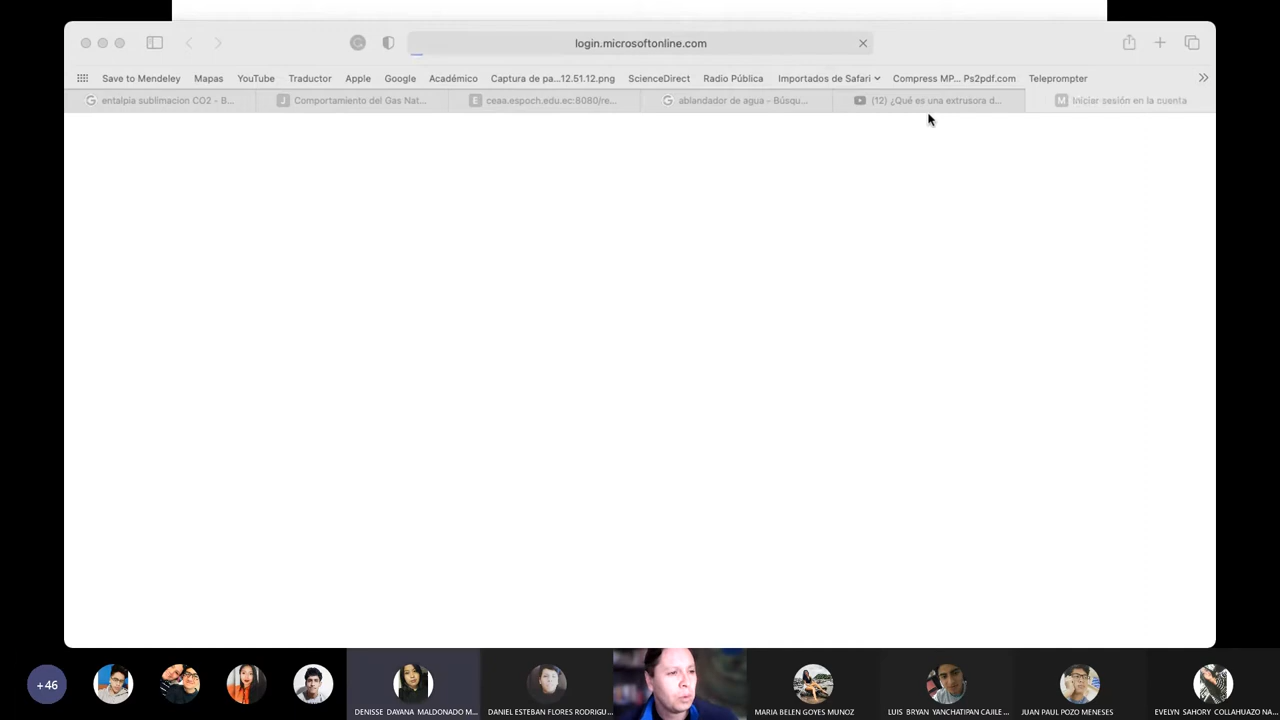 login.microsoftonline.com
Save to Mendeley Mapas YouTube Traductor Apple Google Académico Captura de pa...12.51.12.png ScienceDirect Radio Pública Importados de Safari Compress MP... Ps2pdf.com Teleprompter
entalpia sublimacion CO2 - B... Comportamiento del Gas Nat... ceaa.espoch.edu.ec:8080/re... ablandador de agua - Búsqu... (12) ¿Qué es una extrusora d... Iniciar sesión en la cuenta
+46
DENISSE DAYANA MALDONADO M... DANIEL ESTEBAN FLORES RODRIGU... MARIA BELEN GOYES MUNOZ LUIS BRYAN YANCHATIPAN CAJILE... JUAN PAUL POZO MENESES EVELYN SAHORY COLLAHUAZO NA...